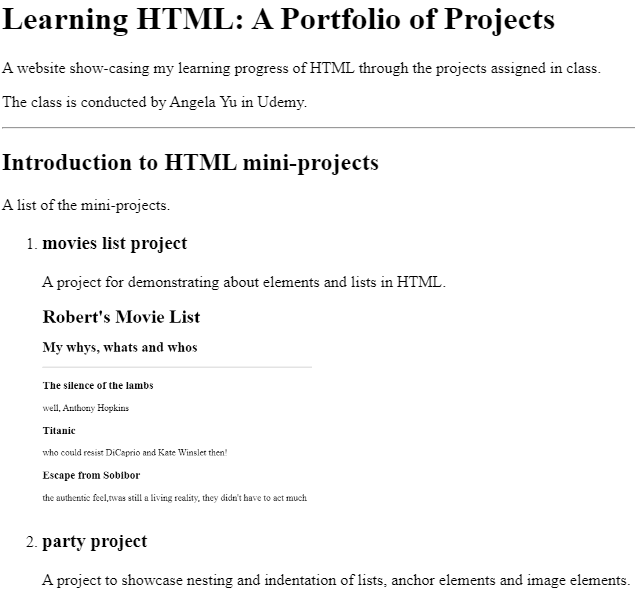 Learning HTML: A Portfolio of Projects
A website show-casing my learning progress of HTML through the projects assigned in class.
The class is conducted by Angela Yu in Udemy.
Introduction to HTML mini-projects
A list of the mini-projects.
1. movies list project
A project for demonstrating about elements and lists in HTML.
Robert's Movie List
My whys, whats and whos
The silence of the lambs
well, Anthony Hopkins
Titanic
who could resist DiCaprio and Kate Winslet then!
Escape from Sobibor
the authentic feel,twas still a living reality, they didn't have to act much
2. party project
A project to showcase nesting and indentation of lists, anchor elements and image elements.